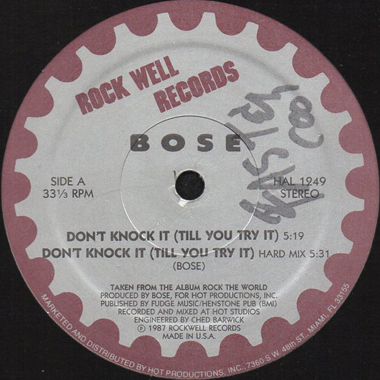 ROCK WELL
RECORDS
BOSE
SIDE A
33⅓ RPM
HAL 1249
STEREO
DON'T KNOCK IT (TILL YOU TRY IT) 5:19
DON'T KNOCK IT (TILL YOU TRY IT) HARD MIX 5:31
(BOSE)
TAKEN FROM THE ALBUM ROCK THE WORLD
PRODUCED BY BOSE, FOR HOT PRODUCTIONS, INC.
PUBLISHED BY FUDGE MUSIC/HENSTONE PUB (BMI)
RECORDED AND MIXED AT HOT STUDIOS
ENGINEERED BY CHED BARWICK
© 1987 ROCKWELL RECORDS
MADE IN U.S.A.
MARKETED AND DISTRIBUTED BY HOT PRODUCTIONS, INC. 7360 S.W. 48th ST. MIAMI, FL 33155